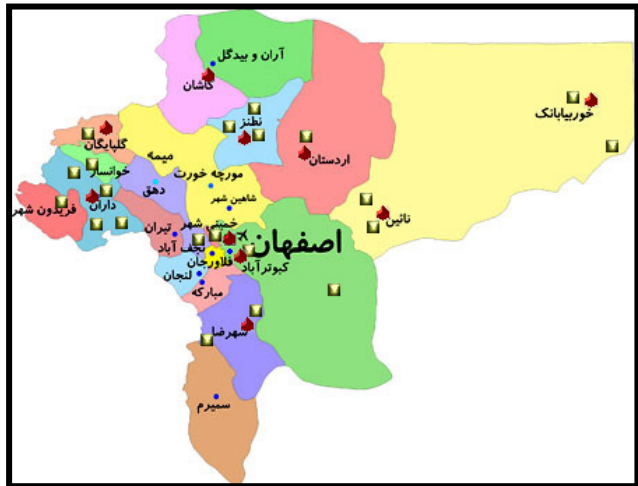 آران و بیدگل
کاشان
خوربیابانک
نطنز
گلپایگان
میمه
اردستان
خوانسار
مورچه خورت
دهق
شاهین شهر
داران
فریدون شهر
نائین
خمینی شهر
تیران
اصفهان
نجف آباد
فلاورجان
کبوترآباد
لنجان
مبارکه
شهرضا
سمیرم